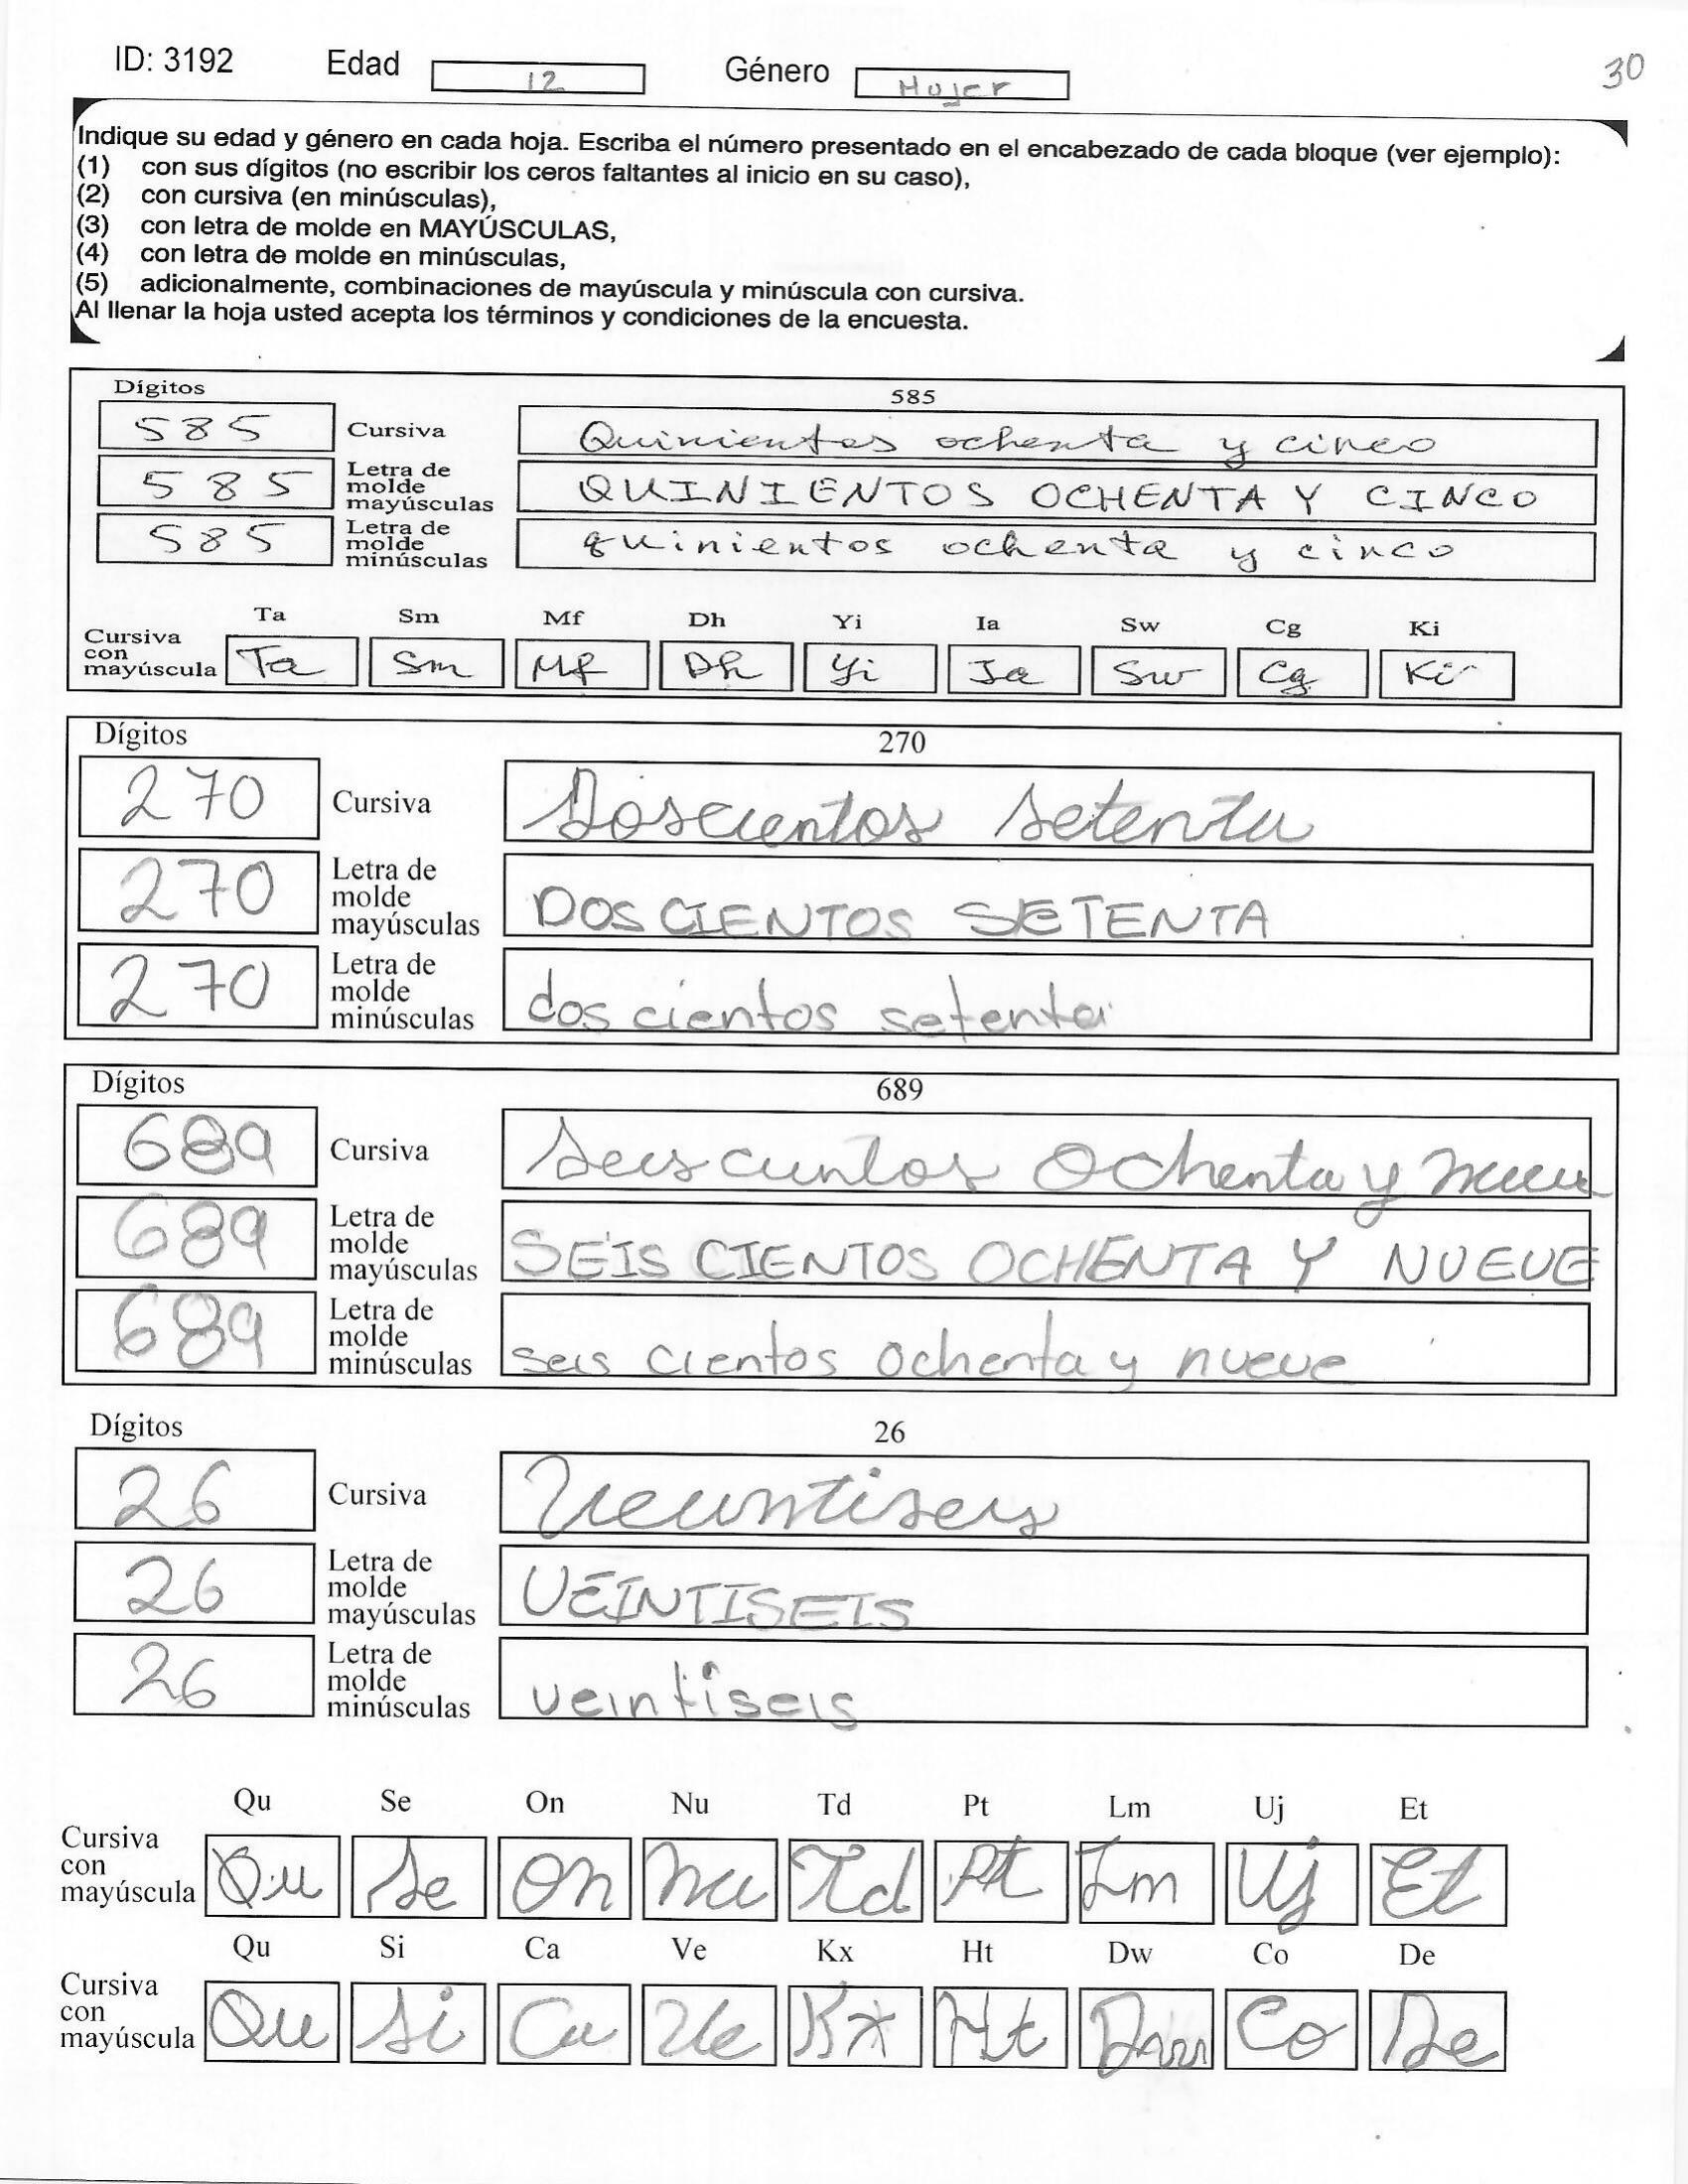 ID: 3192 Edad 12 Género Mujer 30
Indique su edad y género en cada hoja. Escriba el número presentado en el encabezado de cada bloque (ver ejemplo):
(1) con sus dígitos (no escribir los ceros faltantes al inicio en su caso),
(2) con cursiva (en minúsculas),
(3) con letra de molde en MAYÚSCULAS,
(4) con letra de molde en minúsculas,
(5) adicionalmente, combinaciones de mayúscula y minúscula con cursiva.
Al llenar la hoja usted acepta los términos y condiciones de la encuesta.
Dígitos 585
585 Cursiva Quinientos ochenta y cinco
585 Letra de molde mayúsculas QUINIENTOS OCHENTA Y CINCO
585 Letra de molde minúsculas quinientos ochenta y cinco
Ta Sm Mf Dh Yi Ia Sw Cg Ki
Cursiva con mayúscula Ta Sm Mf Dh Yi Ia Sw Cg Ki
Dígitos 270
270 Cursiva Doscientos setenta
270 Letra de molde mayúsculas DOSCIENTOS SETENTA
270 Letra de molde minúsculas dos cientos setenta
Dígitos 689
689 Cursiva Seis cientos Ochenta y
689 Letra de molde mayúsculas SEIS CIENTOS OCHENTA Y NUEVE
689 Letra de molde minúsculas seis cientos ochenta y nueve
Dígitos 26
26 Cursiva Veintiseis
26 Letra de molde mayúsculas VEINTISEIS
26 Letra de molde minúsculas veintiseis
Qu Se On Nu Td Pt Lm Uj Et
Cursiva con mayúscula Qu Se On Nu Td Pt Lm Uj Et
Qu Si Ca Ve Kx Ht Dw Co De
Cursiva con mayúscula Qu Si Ca Ve Kx Ht Dw Co De